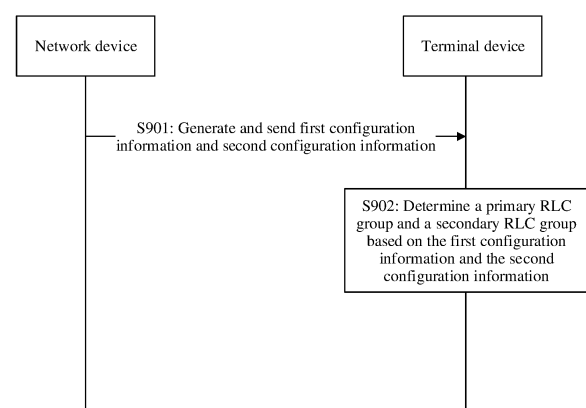 Network device
Terminal device
S901: Generate and send first configuration
information and second configuration information
S902: Determine a primary RLC
group and a secondary RLC group
based on the first configuration
information and the second
configuration information